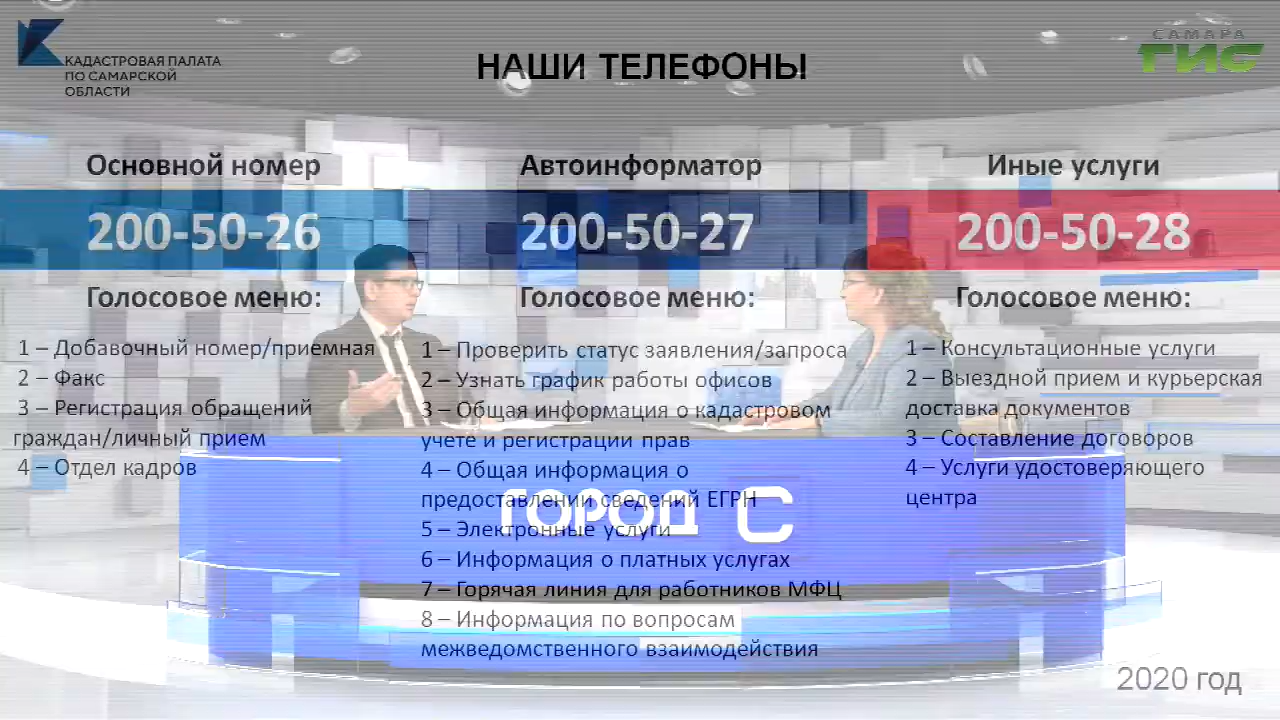 КАДАСТРОВАЯ ПАЛАТА
ПО САМАРСКОЙ
ОБЛАСТИ
НАШИ ТЕЛЕФОНЫ
САМАРА
ГИС
Основной номер
200-50-26
Голосовое меню:
1 – Добавочный номер/приемная
2 – Факс
3 – Регистрация обращений
граждан/личный прием
4 – Отдел кадров
Автоинформатор
200-50-27
Голосовое меню:
1 – Проверить статус заявления/запроса
2 – Узнать график работы офисов
3 – Общая информация о кадастровом
учете и регистрации прав
4 – Общая информация о
предоставлении сведений ЕГРН
5 – Электронные услуги
6 – Информация о платных услугах
7 – Горячая линия для работников МФЦ
8 – Информация по вопросам
межведомственного взаимодействия
Иные услуги
200-50-28
Голосовое меню:
1 – Консультационные услуги
2 – Выездной прием и курьерская
доставка документов
3 – Составление договоров
4 – Услуги удостоверяющего
центра
ГОРОД С
2020 год